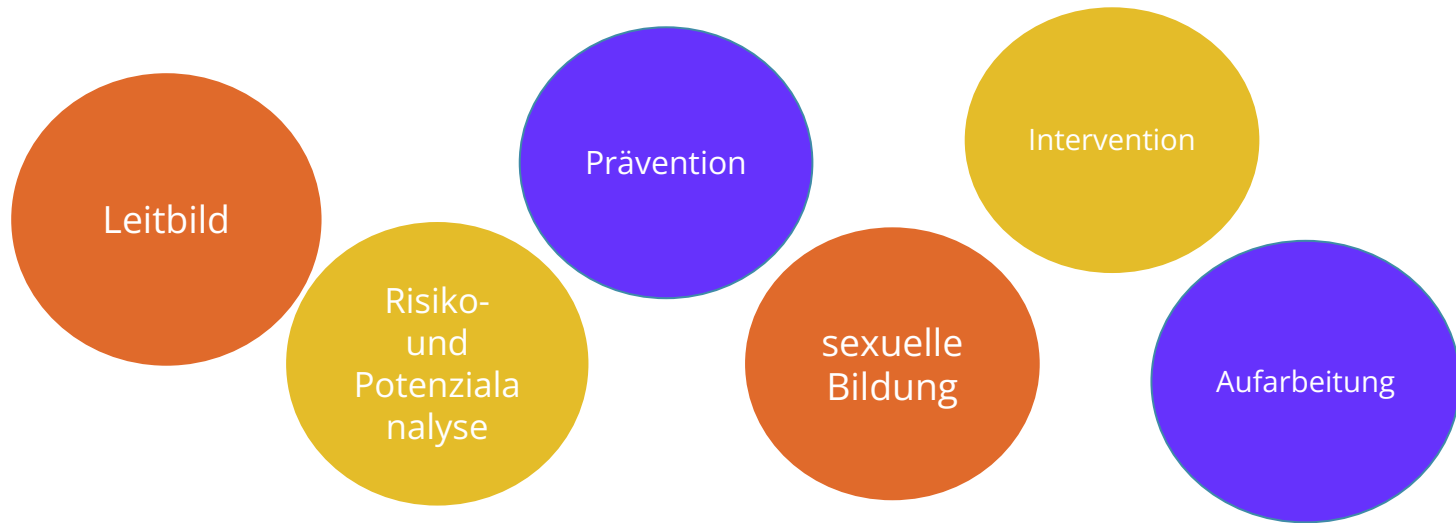 Leitbild
Risiko-
und
Potenziala
nalyse
Prävention
sexuelle
Bildung
Intervention
Aufarbeitung